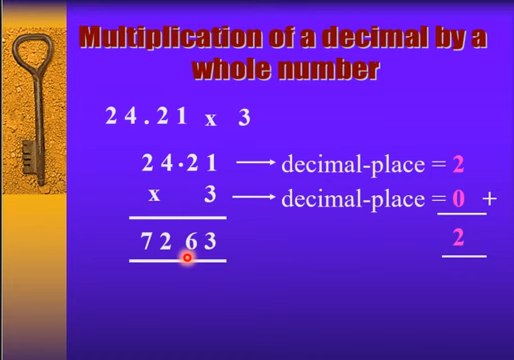 Multiplication of a decimal by a
whole number
24.21 x 3
24·21 decimal-place = 2
x 3 decimal-place = 0 +
7263 2